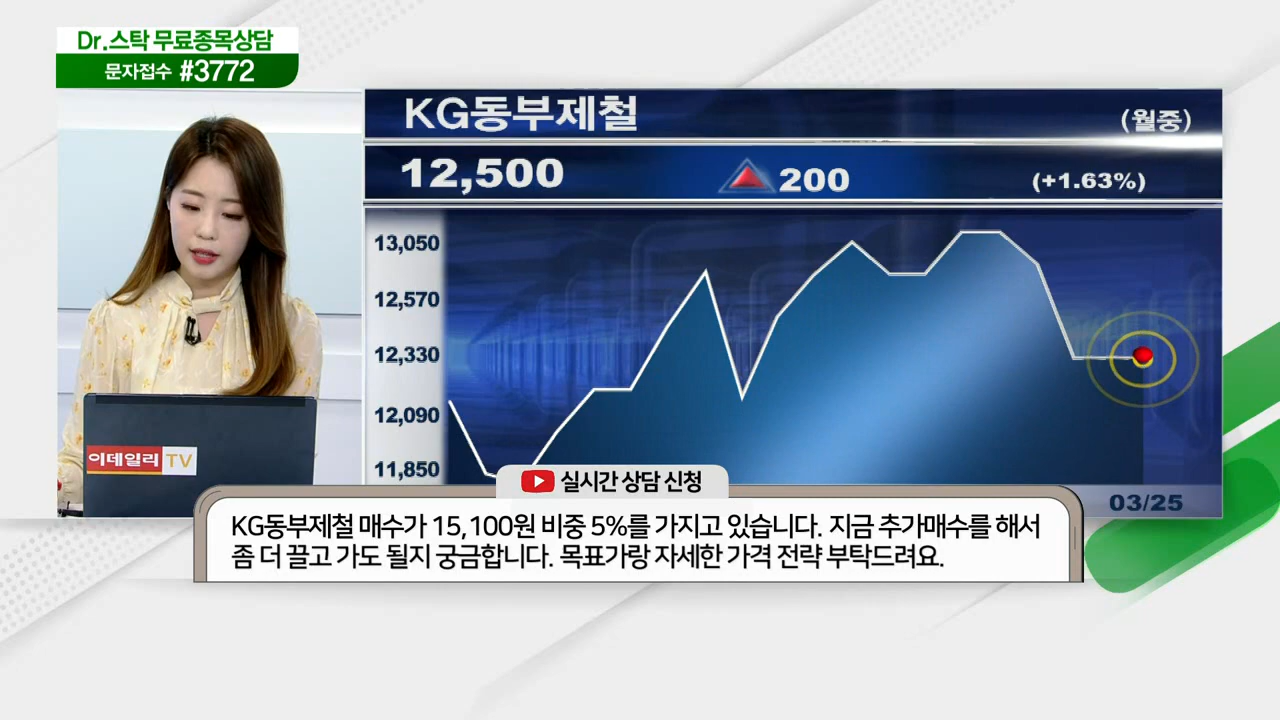 Dr.스탁 무료종목상담
문자접수 #3772
KG동부제철
(월중)
12,500
200
(+1.63%)
13,050
12,570
12,330
12,090
11,850
03/25
이데일리 TV
실시간 상담 신청
KG동부제철 매수가 15,100원 비중 5%를 가지고 있습니다. 지금 추가매수를 해서
좀 더 끌고 가도 될지 궁금합니다. 목표가랑 자세한 가격 전략 부탁드려요.